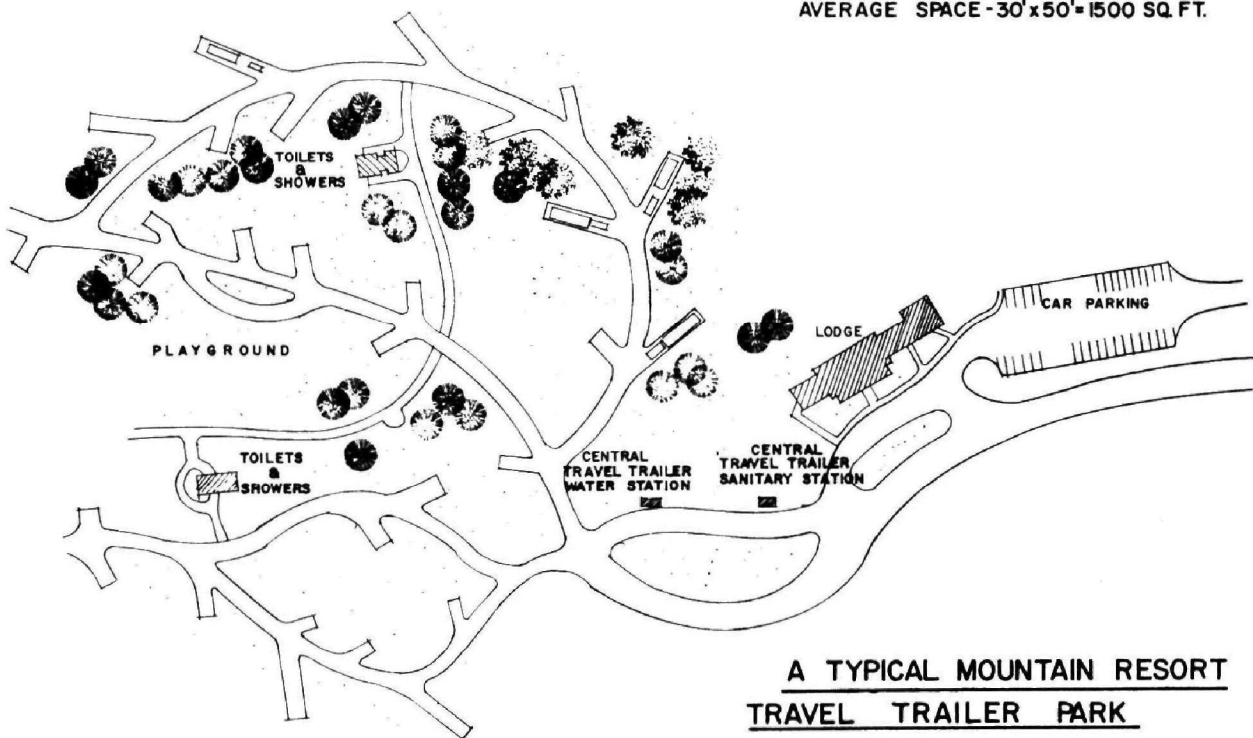 AVERAGE SPACE - 30' x 50' = 1500 SQ. FT.
TOILETS
&
SHOWERS
CAR PARKING
LODGE
PLAYGROUND
TOILETS
&
SHOWERS
CENTRAL
TRAVEL TRAILER
WATER STATION
CENTRAL
TRAVEL TRAILER
SANITARY STATION
A TYPICAL MOUNTAIN RESORT
TRAVEL TRAILER PARK